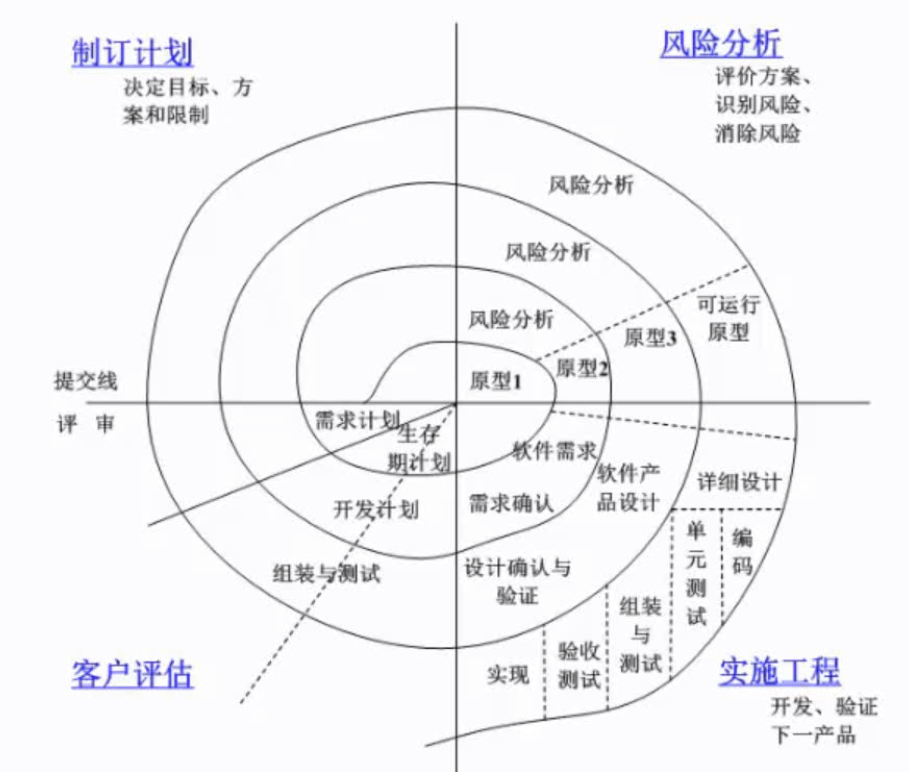 制订计划
决定目标、方
案和限制
风险分析
评价方案、
识别风险、
消除风险
风险分析
风险分析
风险分析
可运行
原型
原型3
原型2
原型1
提交线
评 审
需求计划
生存
期计划
软件需求
软件产
品设计
详细设计
开发计划
需求确认
单
元
测
试
编
码
组装与测试
设计确认与
验证
组装
与
测试
验收
测试
实现
客户评估
实施工程
开发、验证
下一产品